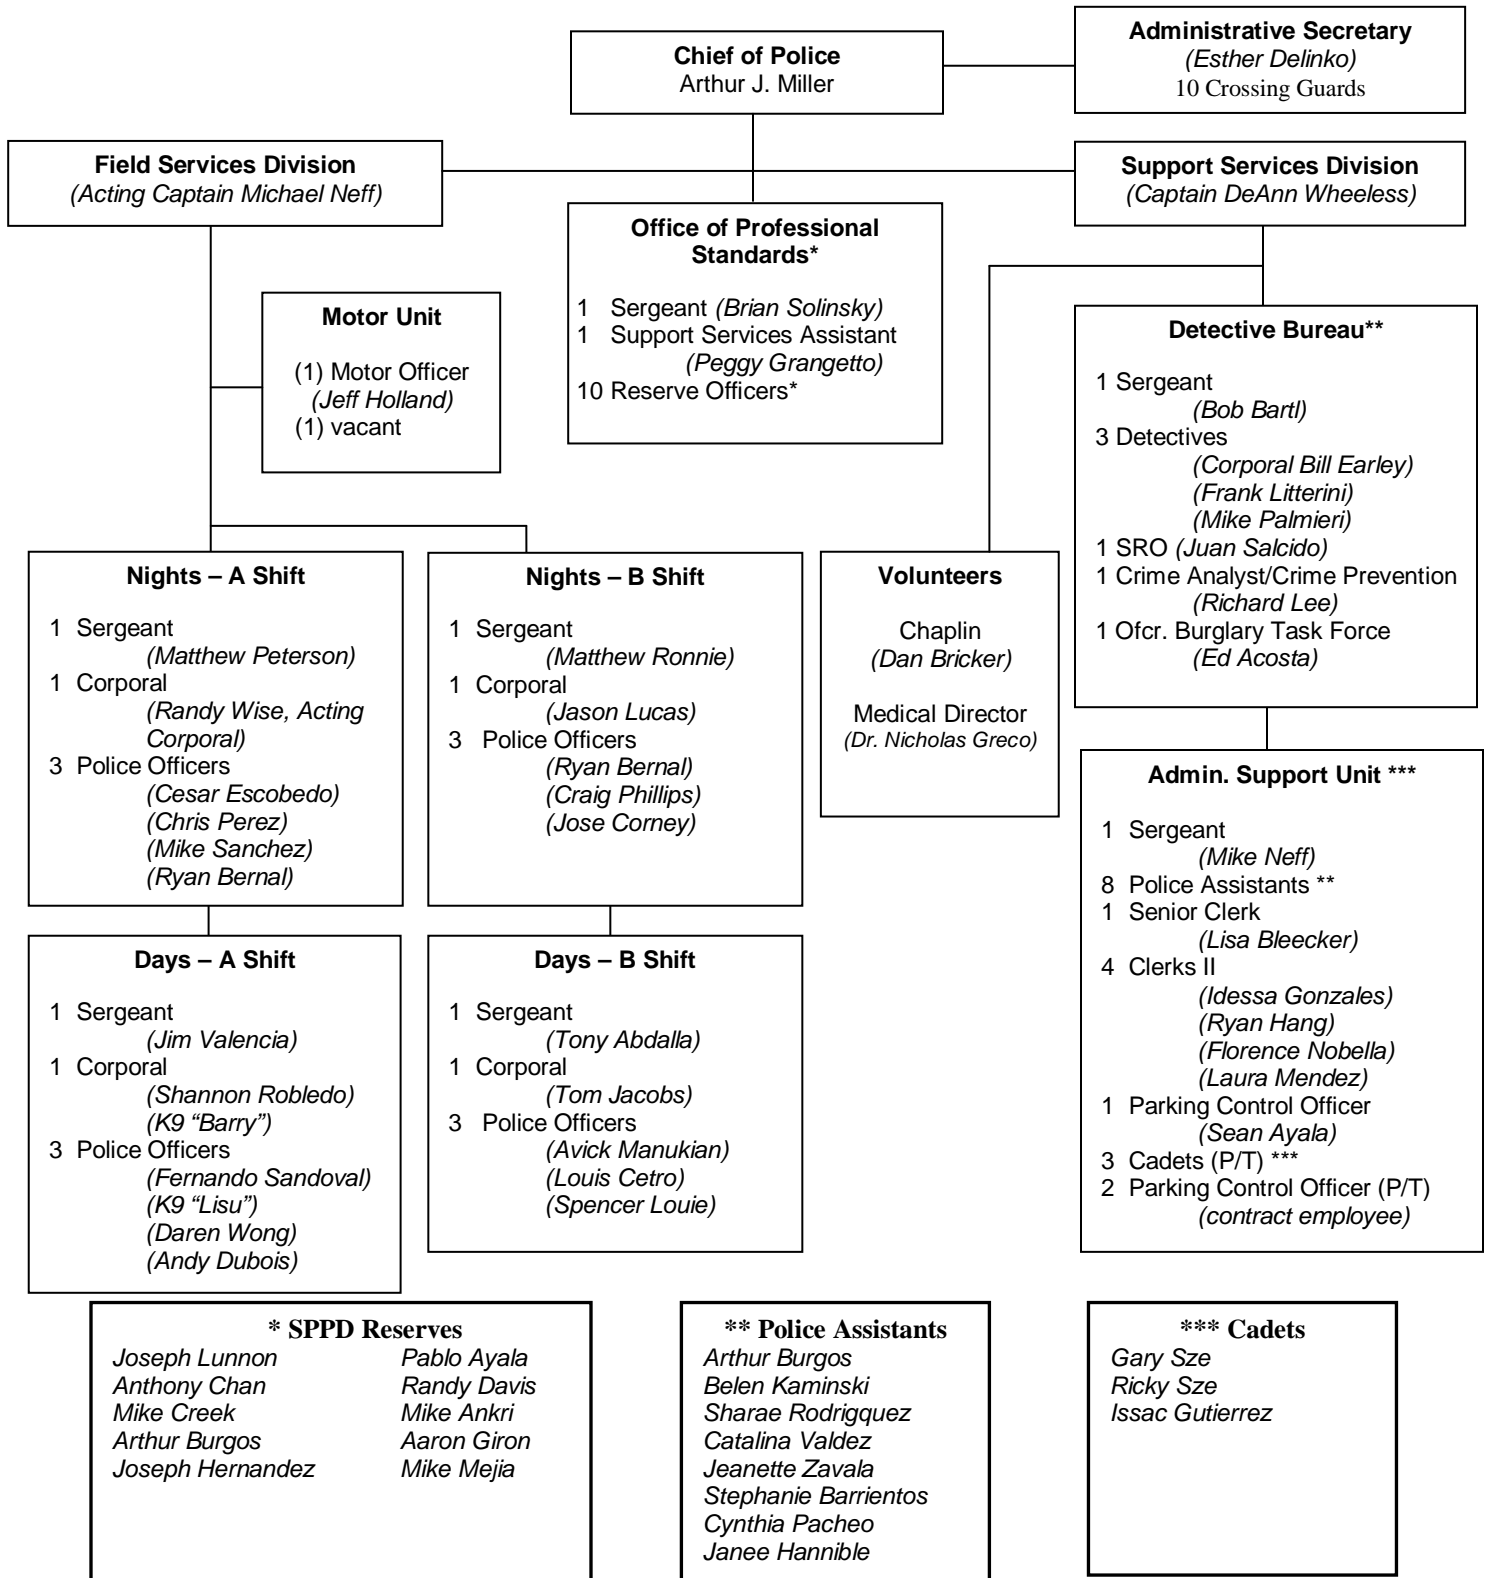 Chief of Police
Arthur J. Miller
Administrative Secretary
(Esther Delinko)
10 Crossing Guards
Field Services Division
(Acting Captain Michael Neff)
Support Services Division
(Captain DeAnn Wheeless)
Office of Professional
Standards*
1 Sergeant (Brian Solinsky)
1 Support Services Assistant
(Peggy Grangetto)
10 Reserve Officers*
Motor Unit
(1) Motor Officer
(Jeff Holland)
(1) vacant
Detective Bureau**
1 Sergeant
(Bob Bartl)
3 Detectives
(Corporal Bill Earley)
(Frank Litterini)
(Mike Palmieri)
1 SRO (Juan Salcido)
1 Crime Analyst/Crime Prevention
(Richard Lee)
1 Ofcr. Burglary Task Force
(Ed Acosta)
Nights – A Shift
1 Sergeant
(Matthew Peterson)
1 Corporal
(Randy Wise, Acting
Corporal)
3 Police Officers
(Cesar Escobedo)
(Chris Perez)
(Mike Sanchez)
(Ryan Bernal)
Nights – B Shift
1 Sergeant
(Matthew Ronnie)
1 Corporal
(Jason Lucas)
3 Police Officers
(Ryan Bernal)
(Craig Phillips)
(Jose Corney)
Volunteers
Chaplin
(Dan Bricker)
Medical Director
(Dr. Nicholas Greco)
Admin. Support Unit ***
1 Sergeant
(Mike Neff)
8 Police Assistants **
1 Senior Clerk
(Lisa Bleecker)
4 Clerks II
(Idessa Gonzales)
(Ryan Hang)
(Florence Nobella)
(Laura Mendez)
1 Parking Control Officer
(Sean Ayala)
3 Cadets (P/T) ***
2 Parking Control Officer (P/T)
(contract employee)
Days – A Shift
1 Sergeant
(Jim Valencia)
1 Corporal
(Shannon Robledo)
(K9 “Barry”)
3 Police Officers
(Fernando Sandoval)
(K9 “Lisu”)
(Daren Wong)
(Andy Dubois)
Days – B Shift
1 Sergeant
(Tony Abdalla)
1 Corporal
(Tom Jacobs)
3 Police Officers
(Avick Manukian)
(Louis Cetro)
(Spencer Louie)
* SPPD Reserves
Joseph Lunnon Pablo Ayala
Anthony Chan Randy Davis
Mike Creek Mike Ankri
Arthur Burgos Aaron Giron
Joseph Hernandez Mike Mejia
** Police Assistants
Arthur Burgos
Belen Kaminski
Sharae Rodrigquez
Catalina Valdez
Jeanette Zavala
Stephanie Barrientos
Cynthia Pacheo
Janee Hannible
*** Cadets
Gary Sze
Ricky Sze
Issac Gutierrez